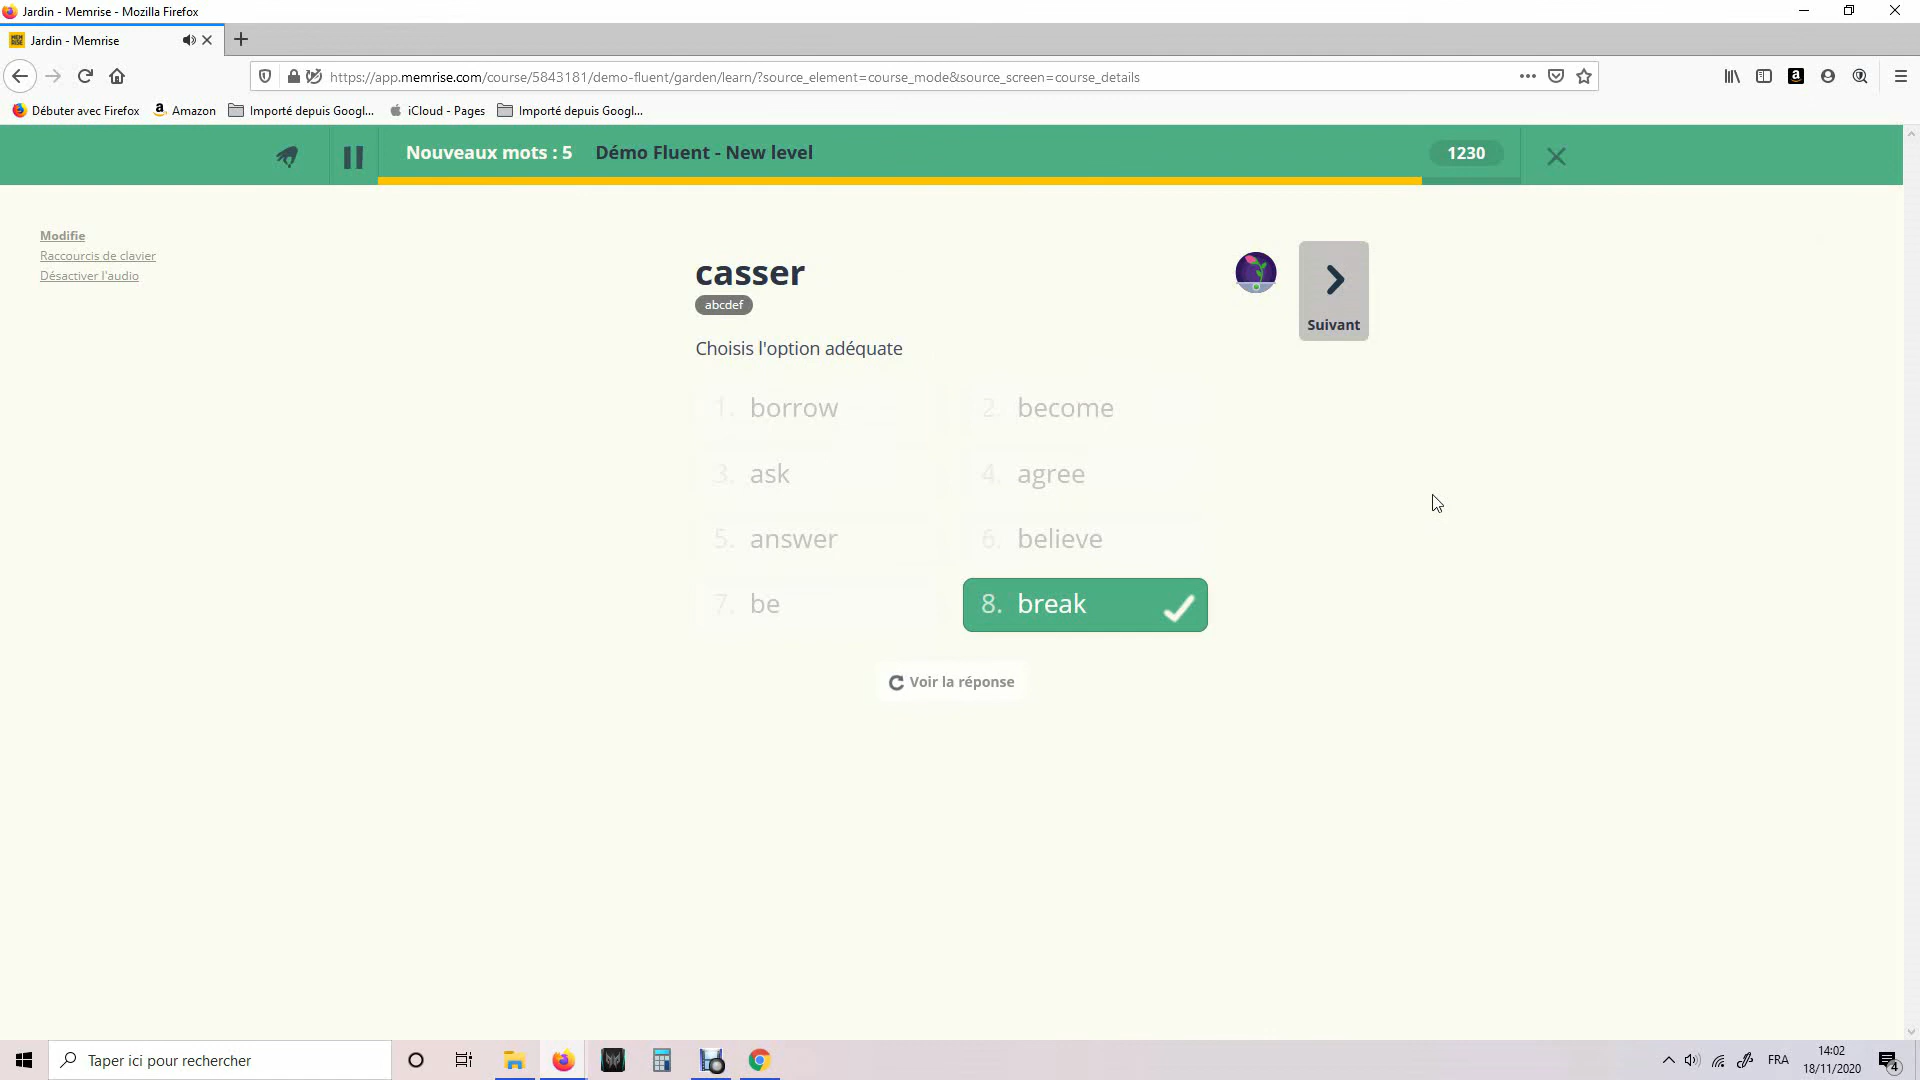 Jardin - Memrise - Mozilla Firefox
Jardin - Memrise
https://app.memrise.com/course/5843181/demo-fluent/garden/learn/?source_element=course_mode&source_screen=course_details
Débuter avec Firefox
Amazon
Importé depuis Googl...
iCloud - Pages
Importé depuis Googl...
Nouveaux mots : 5
Démo Fluent - New level
1230
Modifie
Raccourcis de clavier
Désactiver l'audio
casser
abcdef
Suivant
Choisis l'option adéquate
1. borrow
2. become
3. ask
4. agree
5. answer
6. believe
7. be
8. break
Voir la réponse
Taper ici pour rechercher
FRA
14:02
18/11/2020
4